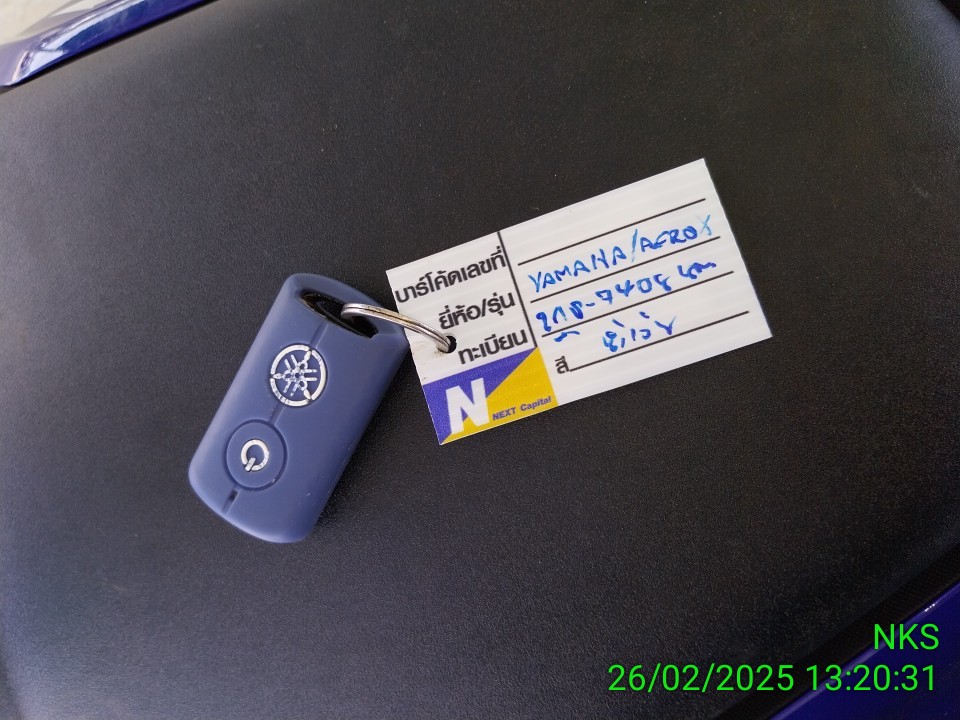 บาร์โค้ดเลขที่
ยี่ห้อ/รุ่น YAMAHA/AEROX
ทะเบียน
สี
N
NEXT Capital
NKS
26/02/2025 13:20:31